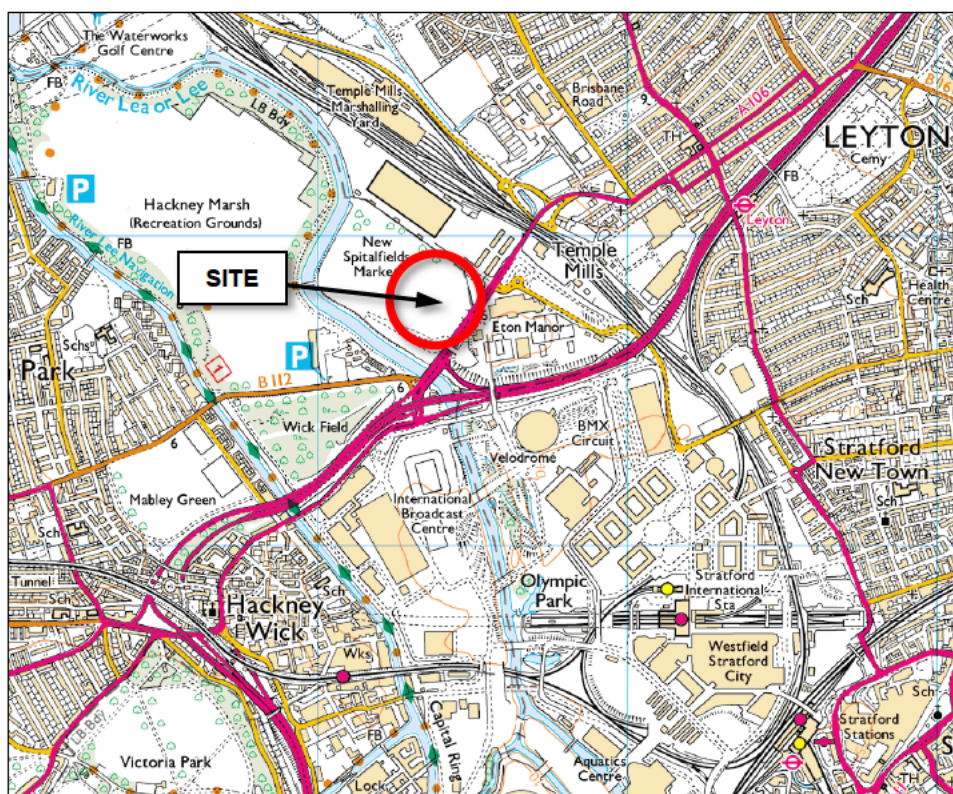 The Waterworks
Golf Centre
FB
River Lea or Lee
LB Bdy
Temple Mills
Marshalling
Yard
Brisbane
Road
9
A 106
TH
LEYTON
Cemy
FB
Leyton
P
Hackney Marsh
(Recreation Grounds)
FB
River Lee Navigation
New
Spitalfields
SITE
Temple
Mills
Eton Manor
Sch
Health
Centre
Schs
Park
1
P
B 112
6
Wick Field
6
BMX
Circuit
Velodrome
Stratford
New Town
Sch
Mabley Green
International
Broadcast
Centre
Sch
Tunnel
Sch
Hackney
Wick
Sch
Olympic
Park
Stratford
International
Sta
Wks
Westfield
Stratford
City
Sch
Capital Ring
Stratford
Stations
FB
Victoria Park
Lock
Aquatics
Centre
TH